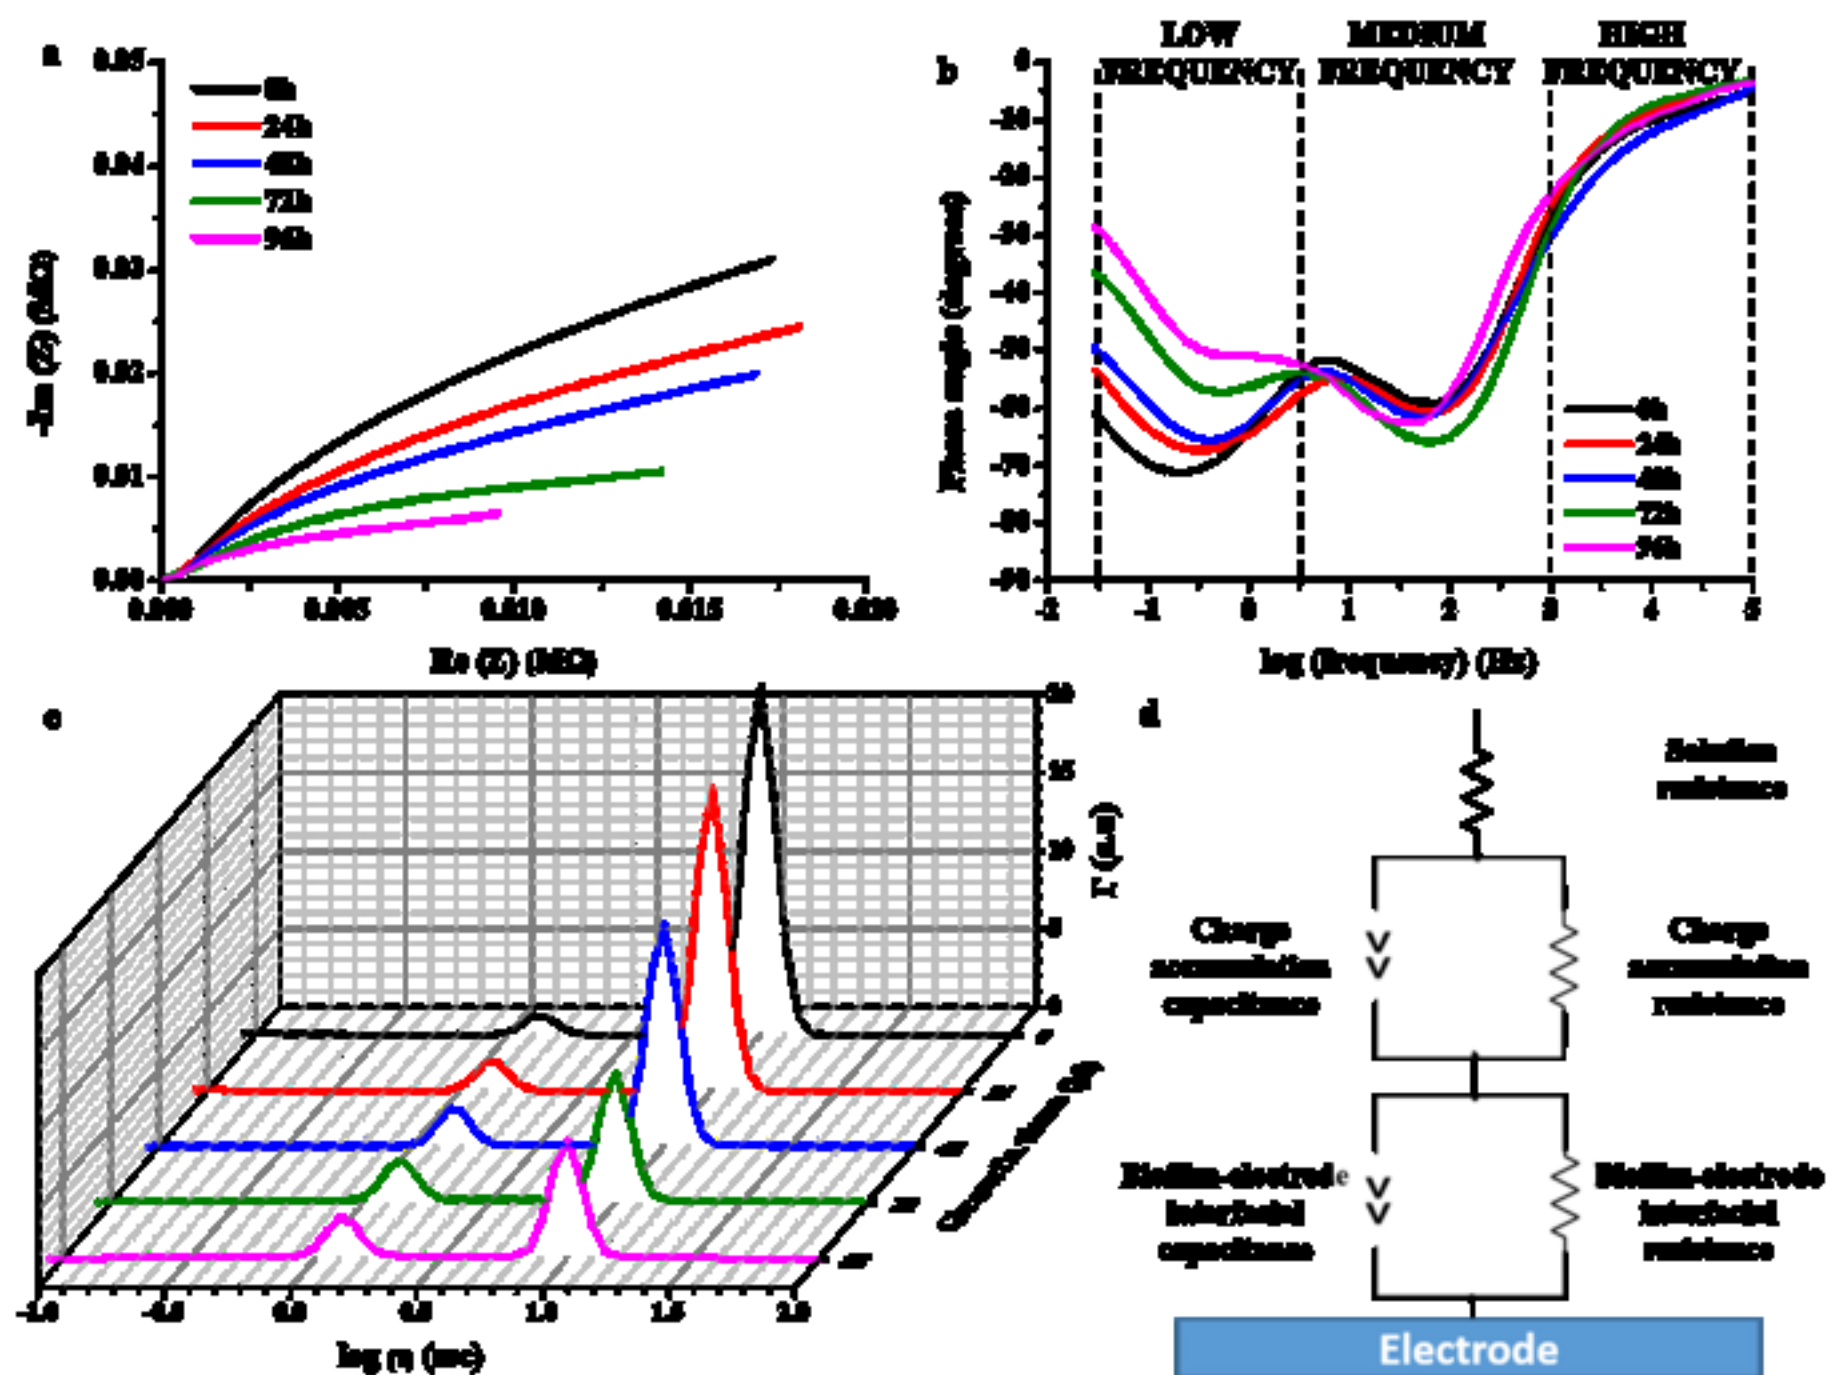 a
0.05
0.04
0.03
0.02
0.01
0.00
-Im (Z) (MΩ)
0h
24h
48h
72h
96h
0.000 0.005 0.010 0.015 0.020
Re (Z) (MΩ)
b
LOW
FREQUENCY
MEDIUM
FREQUENCY
HIGH
FREQUENCY
0
-10
-20
-30
-40
-50
-60
-70
-80
-90
Phase angle (degrees)
0h
24h
48h
72h
96h
-2 -1 0 1 2 3 4 5
log (frequency) (Hz)
c
20
15
10
5
0
Γ (a.u)
-1.0 -0.5 0.0 0.5 1.0 1.5 2.0
log (sec)
d
Solution
resistance
Charge
accumulation
capacitance
Charge
accumulation
resistance
Biofilm-electrode
interfacial
capacitance
Biofilm-electrode
interfacial
resistance
Electrode